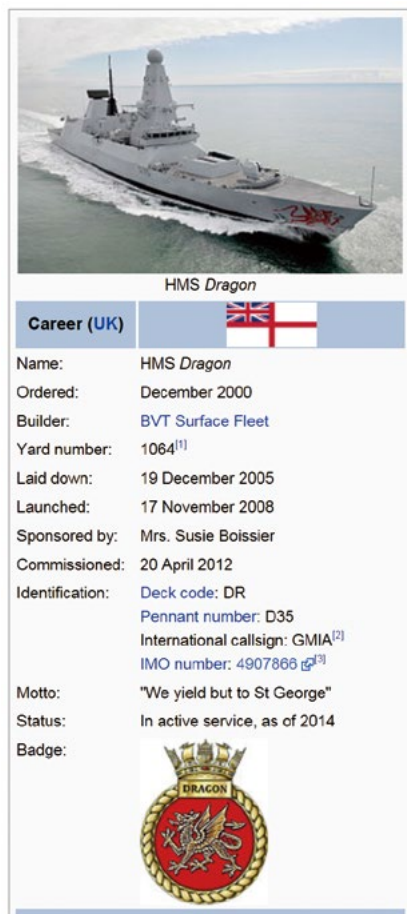 HMS Dragon
Career (UK)
Name: HMS Dragon
Ordered: December 2000
Builder: BVT Surface Fleet
Yard number: 1064[1]
Laid down: 19 December 2005
Launched: 17 November 2008
Sponsored by: Mrs. Susie Boissier
Commissioned: 20 April 2012
Identification: Deck code: DR
Pennant number: D35
International callsign: GMIA[2]
IMO number: 4907866[3]
Motto: "We yield but to St George"
Status: In active service, as of 2014
Badge:
DRAGON